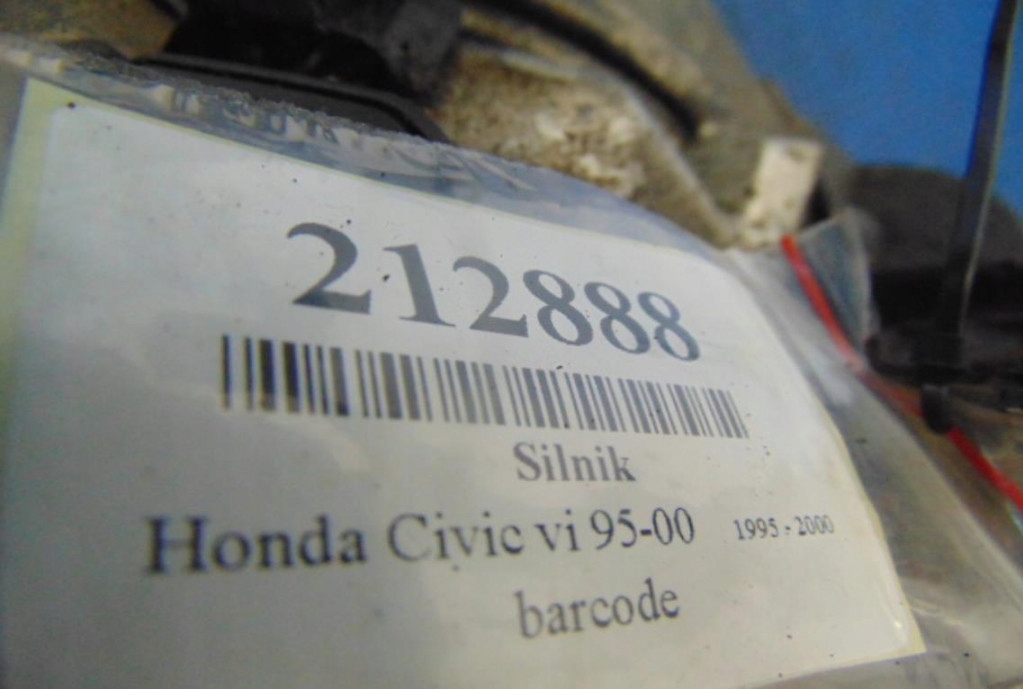 212888
Silnik
Honda Civic vi 95-00 1995 - 2000
barcode